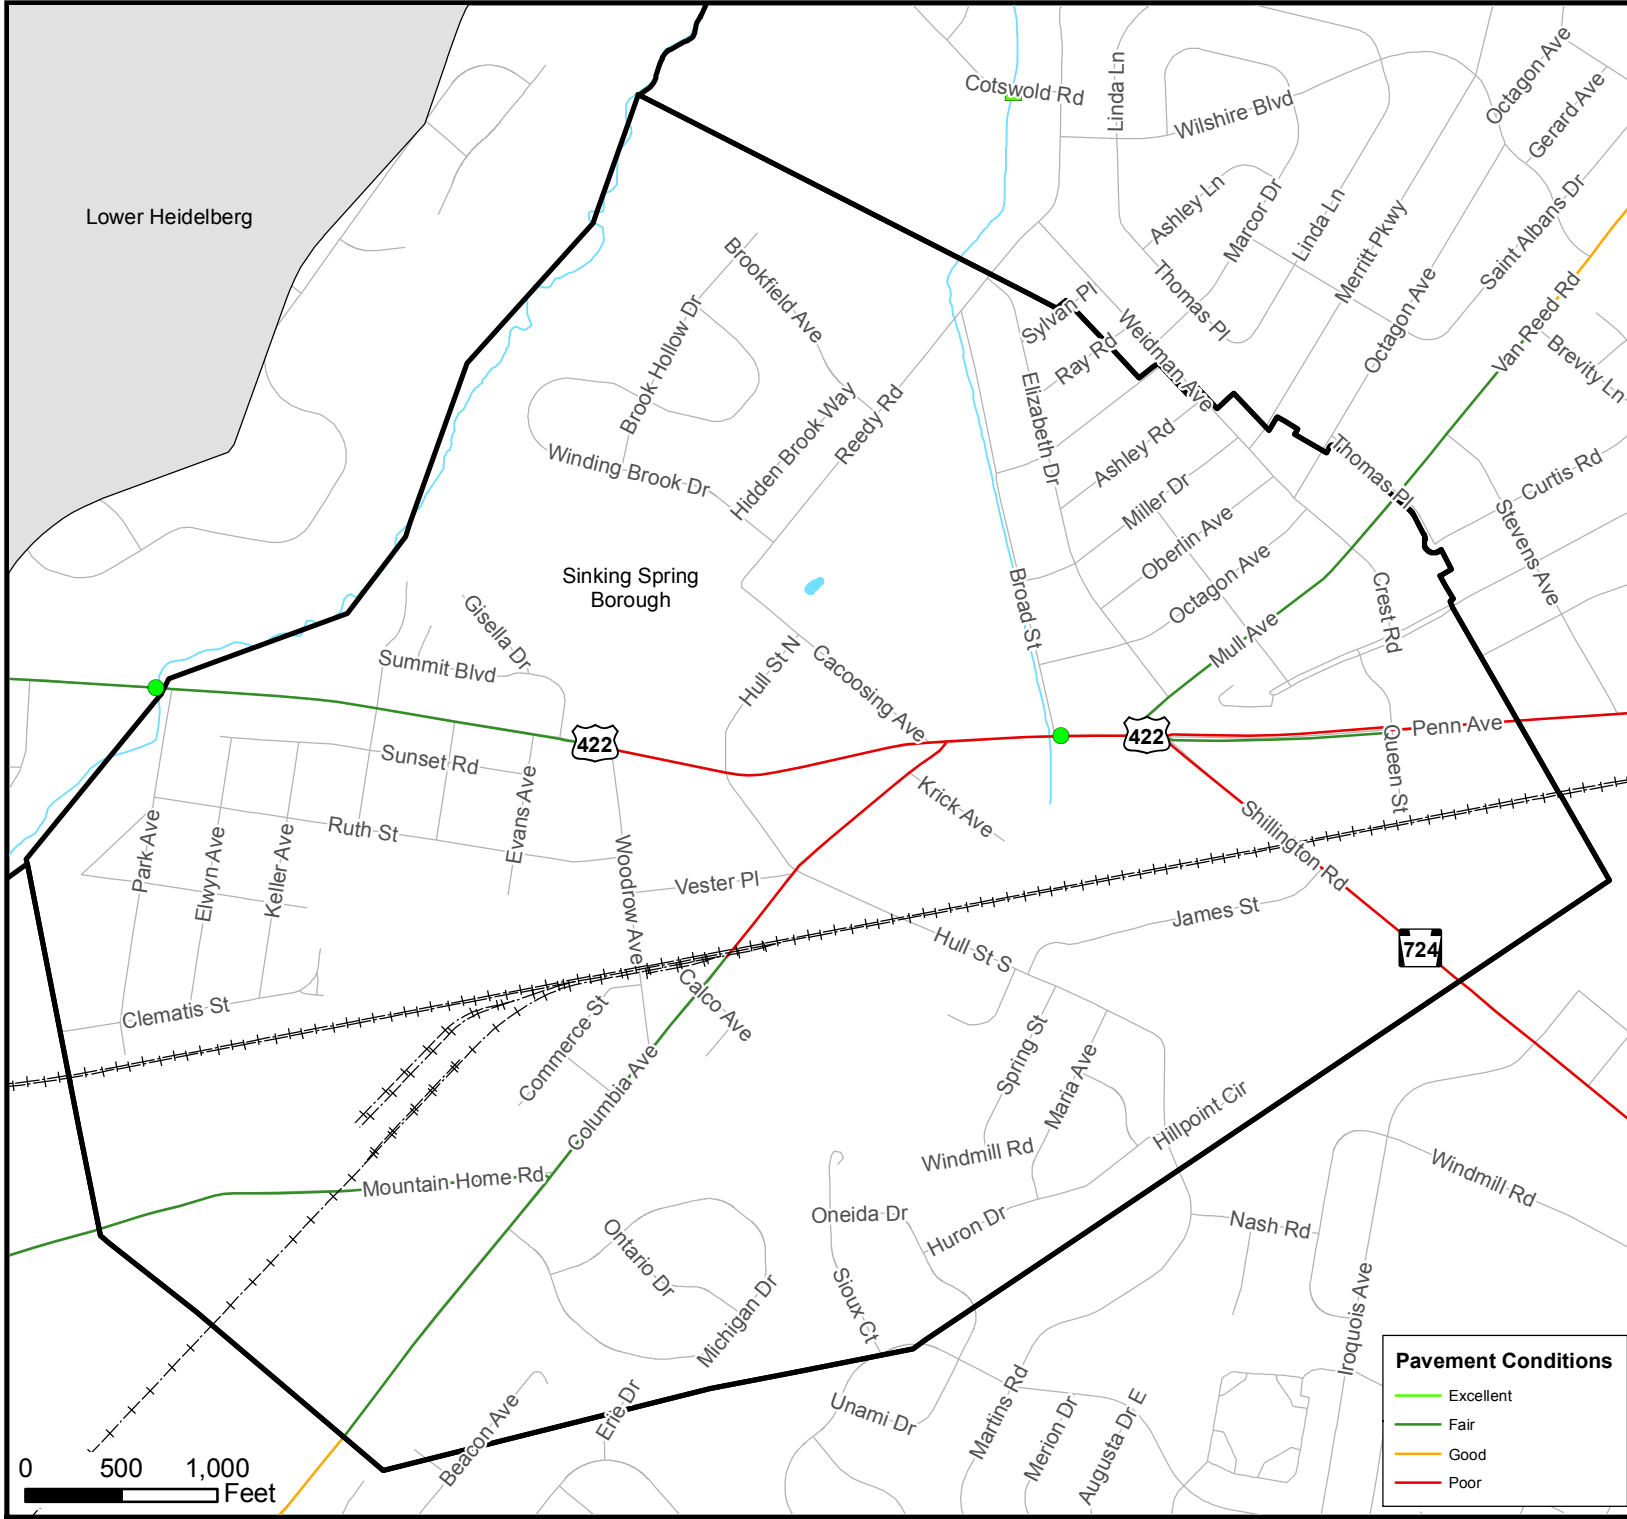 Cotswold Rd
Linda Ln
Wilshire Blvd
Octagon Ave
Gerard Ave
Lower Heidelberg
Ashley Ln
Marcor Dr
Linda Ln
Merritt Pkwy
Saint Albans Dr
Brookfield Ave
Brook Hollow Dr
Thomas Pl
Sylvan Pl
Ray Rd
Weidman Ave
Octagon Ave
Van Reed Rd
Brevity Ln
Elizabeth Dr
Hidden Brook Way
Reedy Rd
Winding Brook Dr
Ashley Rd
Miller Dr
Thomas Pl
Curtis Rd
Stevens Ave
Oberlin Ave
Octagon Ave
Sinking Spring
Borough
Broad St
Crest Rd
Mull Ave
Gisella Dr
Summit Blvd
Hull St N
Cacoosing Ave
422
422
Penn Ave
Queen St
Sunset Rd
Evans Ave
Krick Ave
Ruth St
Park Ave
Elwyn Ave
Keller Ave
Woodrow Ave
Vester Pl
Shillington Rd
James St
Hull St S
724
Clematis St
Commerce St
Calco Ave
Columbia Ave
Spring St
Maria Ave
Hillpoint Cir
Windmill Rd
Mountain Home Rd
Windmill Rd
Oneida Dr
Huron Dr
Nash Rd
Ontario Dr
Michigan Dr
Sioux Ct
Iroquois Ave
Beacon Ave
Erie Dr
Unami Dr
Martins Rd
Merion Dr
Augusta Dr E
0 500 1,000
Feet
Pavement Conditions
Excellent
Fair
Good
Poor